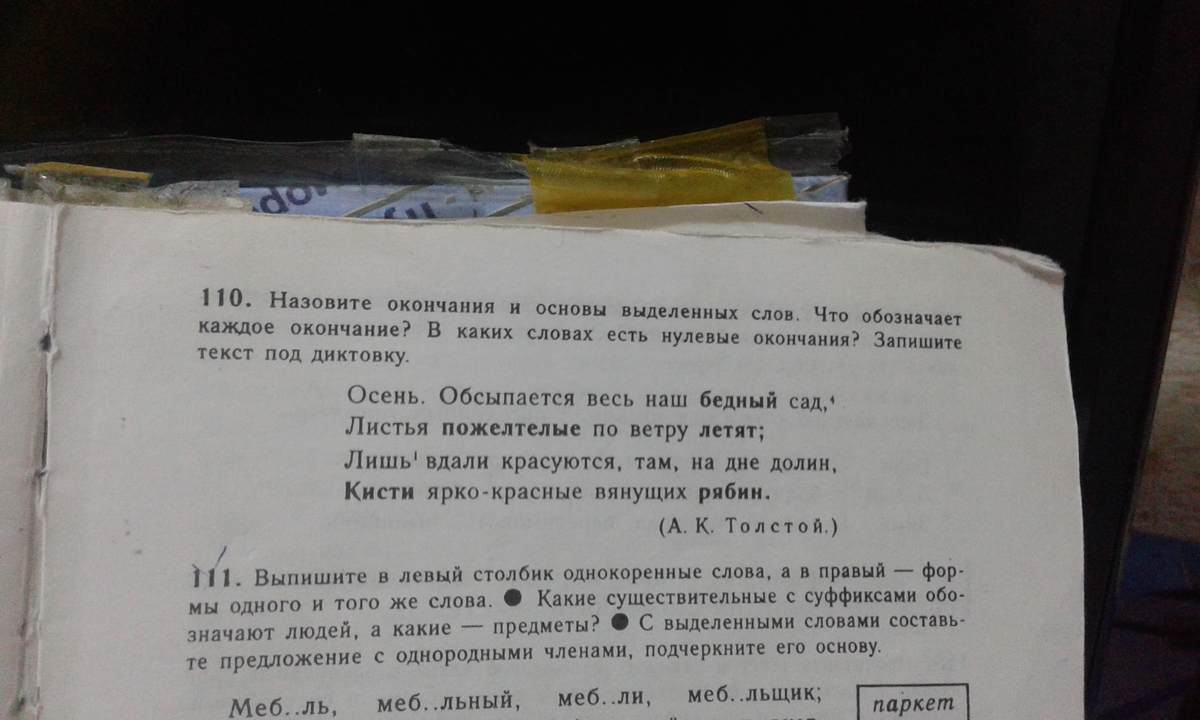 110. Назовите окончания и основы выделенных слов. Что обозначает
каждое окончание? В каких словах есть нулевые окончания? Запишите
текст под диктовку.
Осень. Обсыпается весь наш бедный сад,⁴
Листья пожелтелые по ветру летят;
Лишь¹ вдали красуются, там, на дне долин,
Кисти ярко-красные вянущих рябин.
(А. К. Толстой.)
111. Выпишите в левый столбик однокоренные слова, а в правый — фор-
мы одного и того же слова. ● Какие существительные с суффиксами обо-
значают людей, а какие — предметы? ● С выделенными словами составь-
те предложение с однородными членами, подчеркните его основу.
Меб..ль, меб..льный, меб..ли, меб..льщик; паркет